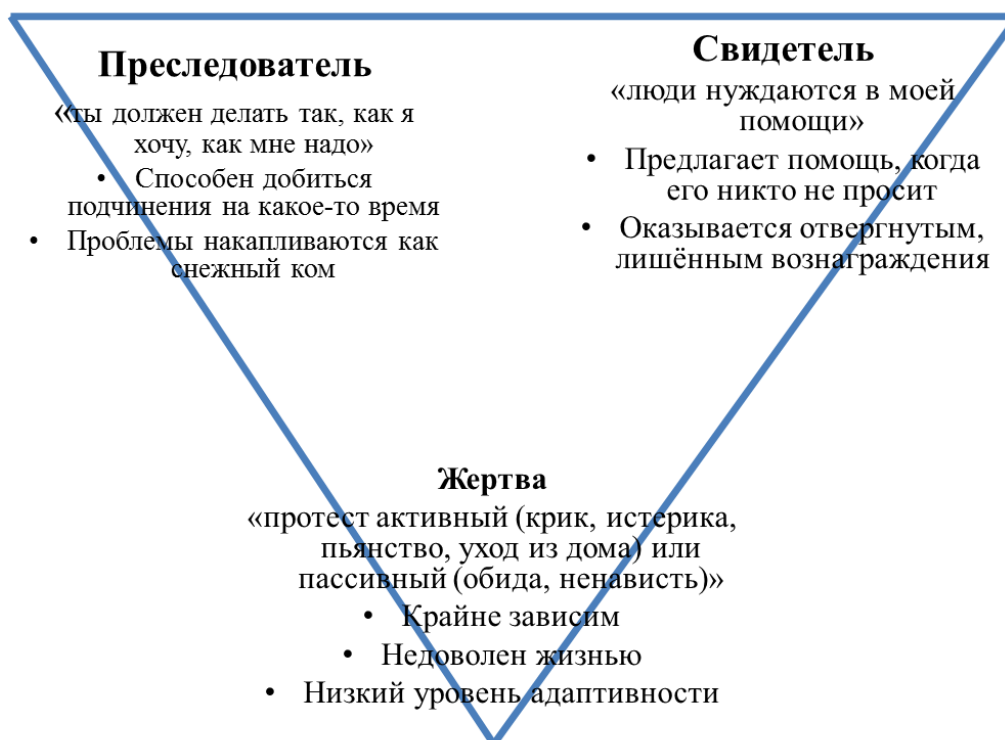 Преследователь
«ты должен делать так, как я
хочу, как мне надо»
• Способен добиться
подчинения на какое-то время
• Проблемы накапливаются как
снежный ком
Свидетель
«люди нуждаются в моей
помощи»
• Предлагает помощь, когда
его никто не просит
• Оказывается отвергнутым,
лишённым вознаграждения
Жертва
«протест активный (крик, истерика,
пьянство, уход из дома) или
пассивный (обида, ненависть)»
• Крайне зависим
• Недоволен жизнью
• Низкий уровень адаптивности